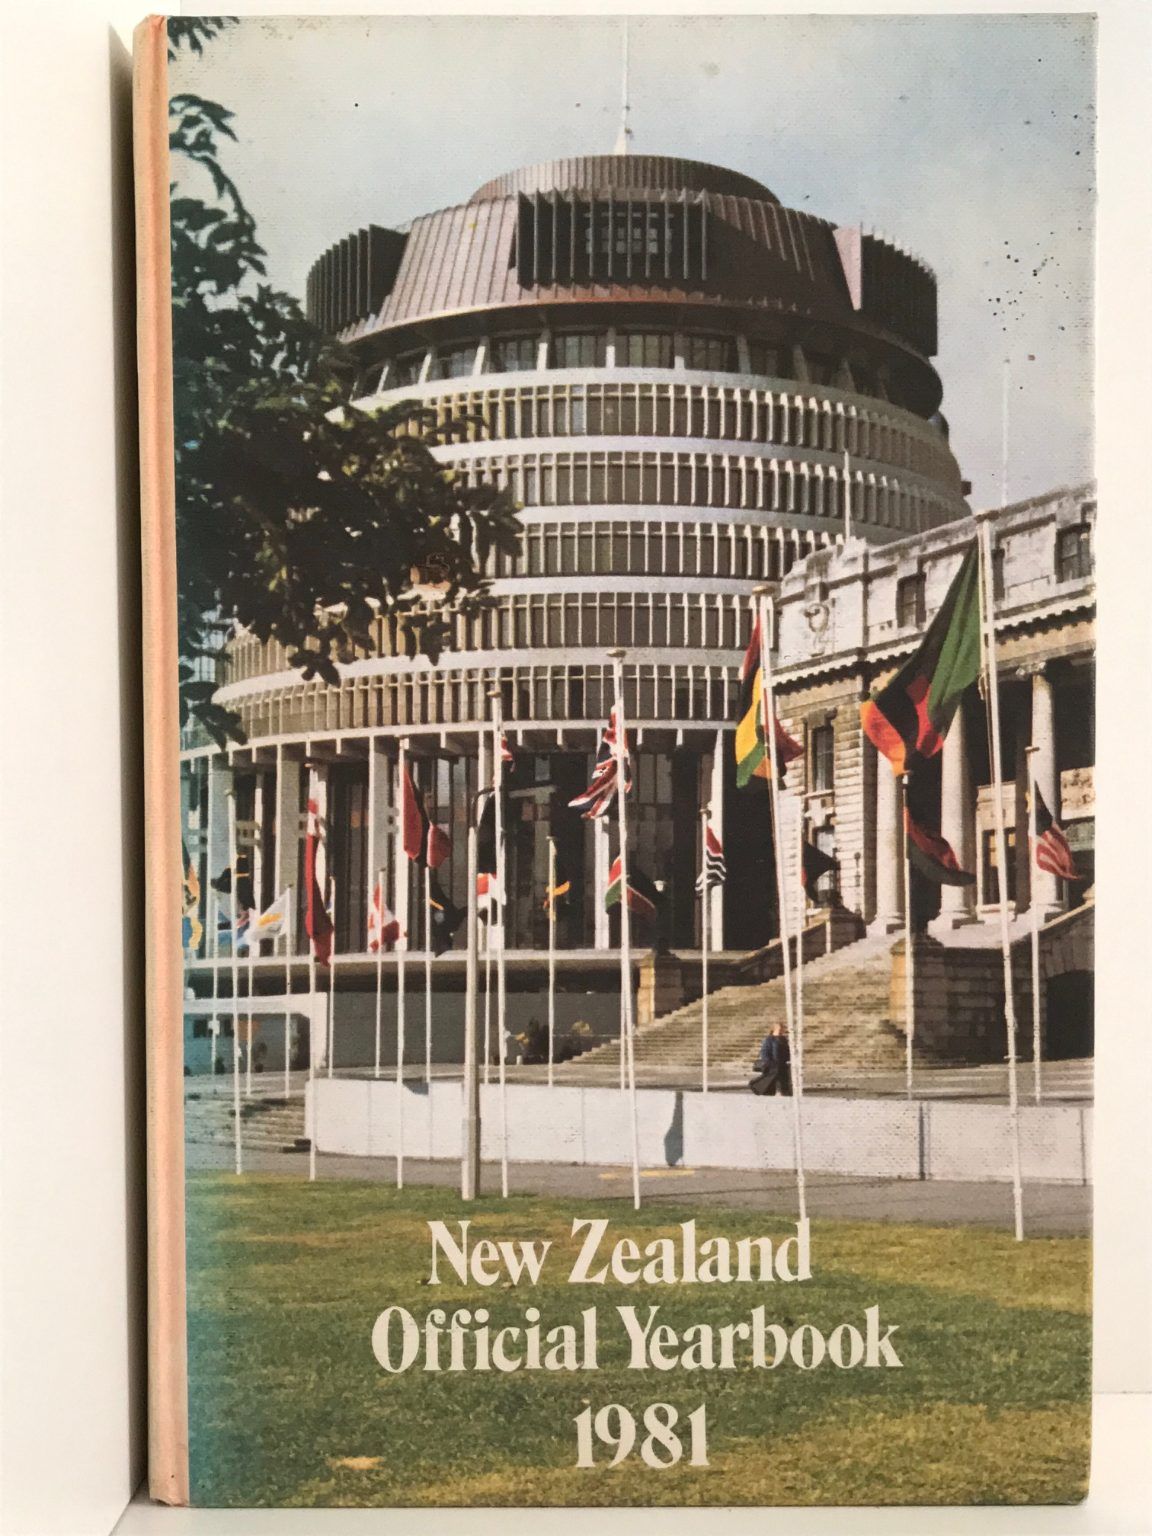 New Zealand
Official Yearbook
1981